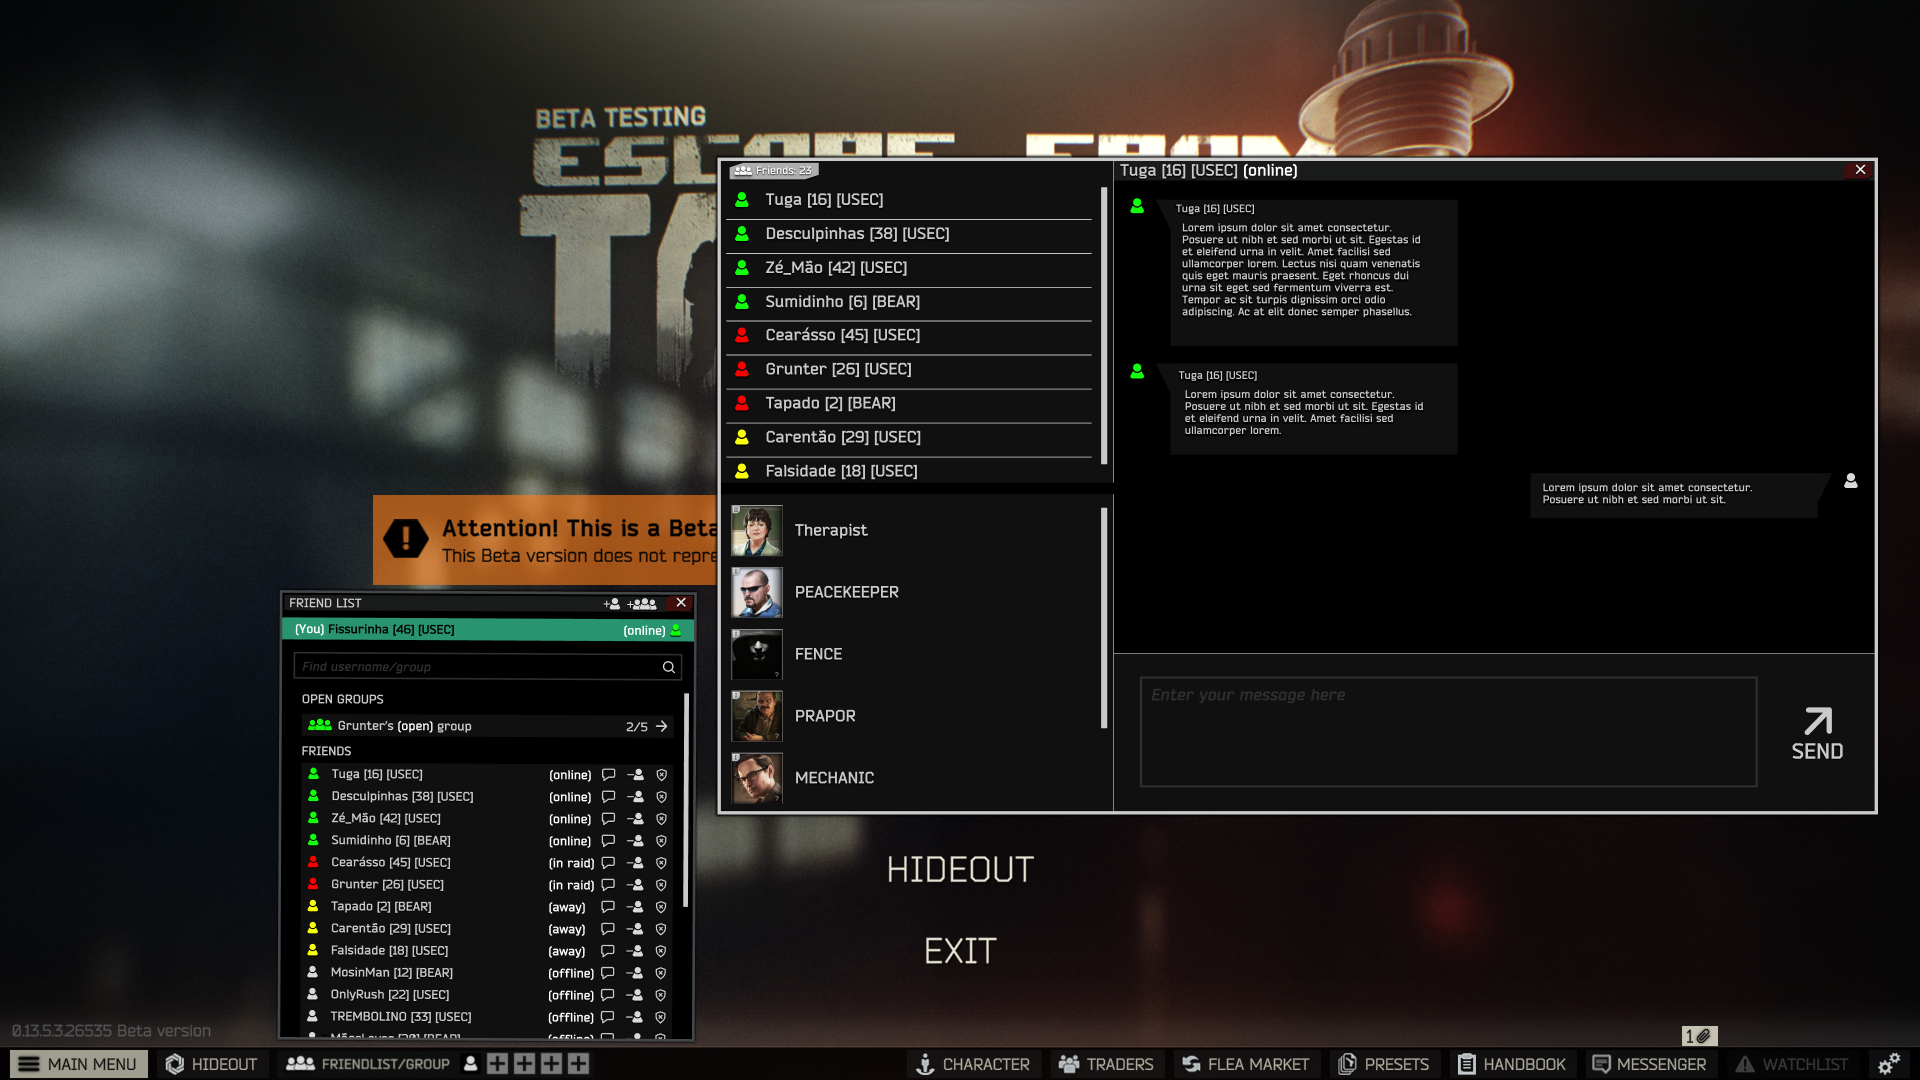 BETA TESTING
ESCAPE FROM
Friends: 23
Tuga [16] [USEC]
Desculpinhas [38] [USEC]
Zé_Mão [42] [USEC]
Sumidinho [6] [BEAR]
Cearásso [45] [USEC]
Grunter [26] [USEC]
Tapado [2] [BEAR]
Carentão [29] [USEC]
Falsidade [18] [USEC]
Therapist
PEACEKEEPER
FENCE
PRAPOR
MECHANIC
Tuga [16] [USEC] (online)
Tuga [16] [USEC]
Lorem ipsum dolor sit amet consectetur.
Posuere ut nibh et sed morbi ut sit. Egestas id
et eleifend urna in velit. Amet facilisi sed
ullamcorper lorem. Lectus nisi quam venenatis
quis eget mauris praesent. Eget rhoncus dui
urna sit eget sed fermentum viverra est.
Tempor ac sit turpis dignissim orci odio
adipiscing. Ac at elit donec semper phasellus.
Tuga [16] [USEC]
Lorem ipsum dolor sit amet consectetur.
Posuere ut nibh et sed morbi ut sit. Egestas id
et eleifend urna in velit. Amet facilisi sed
ullamcorper lorem.
Lorem ipsum dolor sit amet consectetur.
Posuere ut nibh et sed morbi ut sit.
Enter your message here
SEND
Attention! This is a Beta
This Beta version does not repre
FRIEND LIST
(You) Fissurinha [46] [USEC] (online)
Find username/group
OPEN GROUPS
Grunter's (open) group 2/5
FRIENDS
Tuga [16] [USEC] (online)
Desculpinhas [38] [USEC] (online)
Zé_Mão [42] [USEC] (online)
Sumidinho [6] [BEAR] (online)
Cearásso [45] [USEC] (in raid)
Grunter [26] [USEC] (in raid)
Tapado [2] [BEAR] (away)
Carentão [29] [USEC] (away)
Falsidade [18] [USEC] (away)
MosinMan [12] [BEAR] (offline)
OnlyRush [22] [USEC] (offline)
TREMBOLINO [33] [USEC] (offline)
HIDEOUT
EXIT
0.13.5.3.26535 Beta version
1
MAIN MENU
HIDEOUT
FRIENDLIST/GROUP
CHARACTER
TRADERS
FLEA MARKET
PRESETS
HANDBOOK
MESSENGER
WATCHLIST